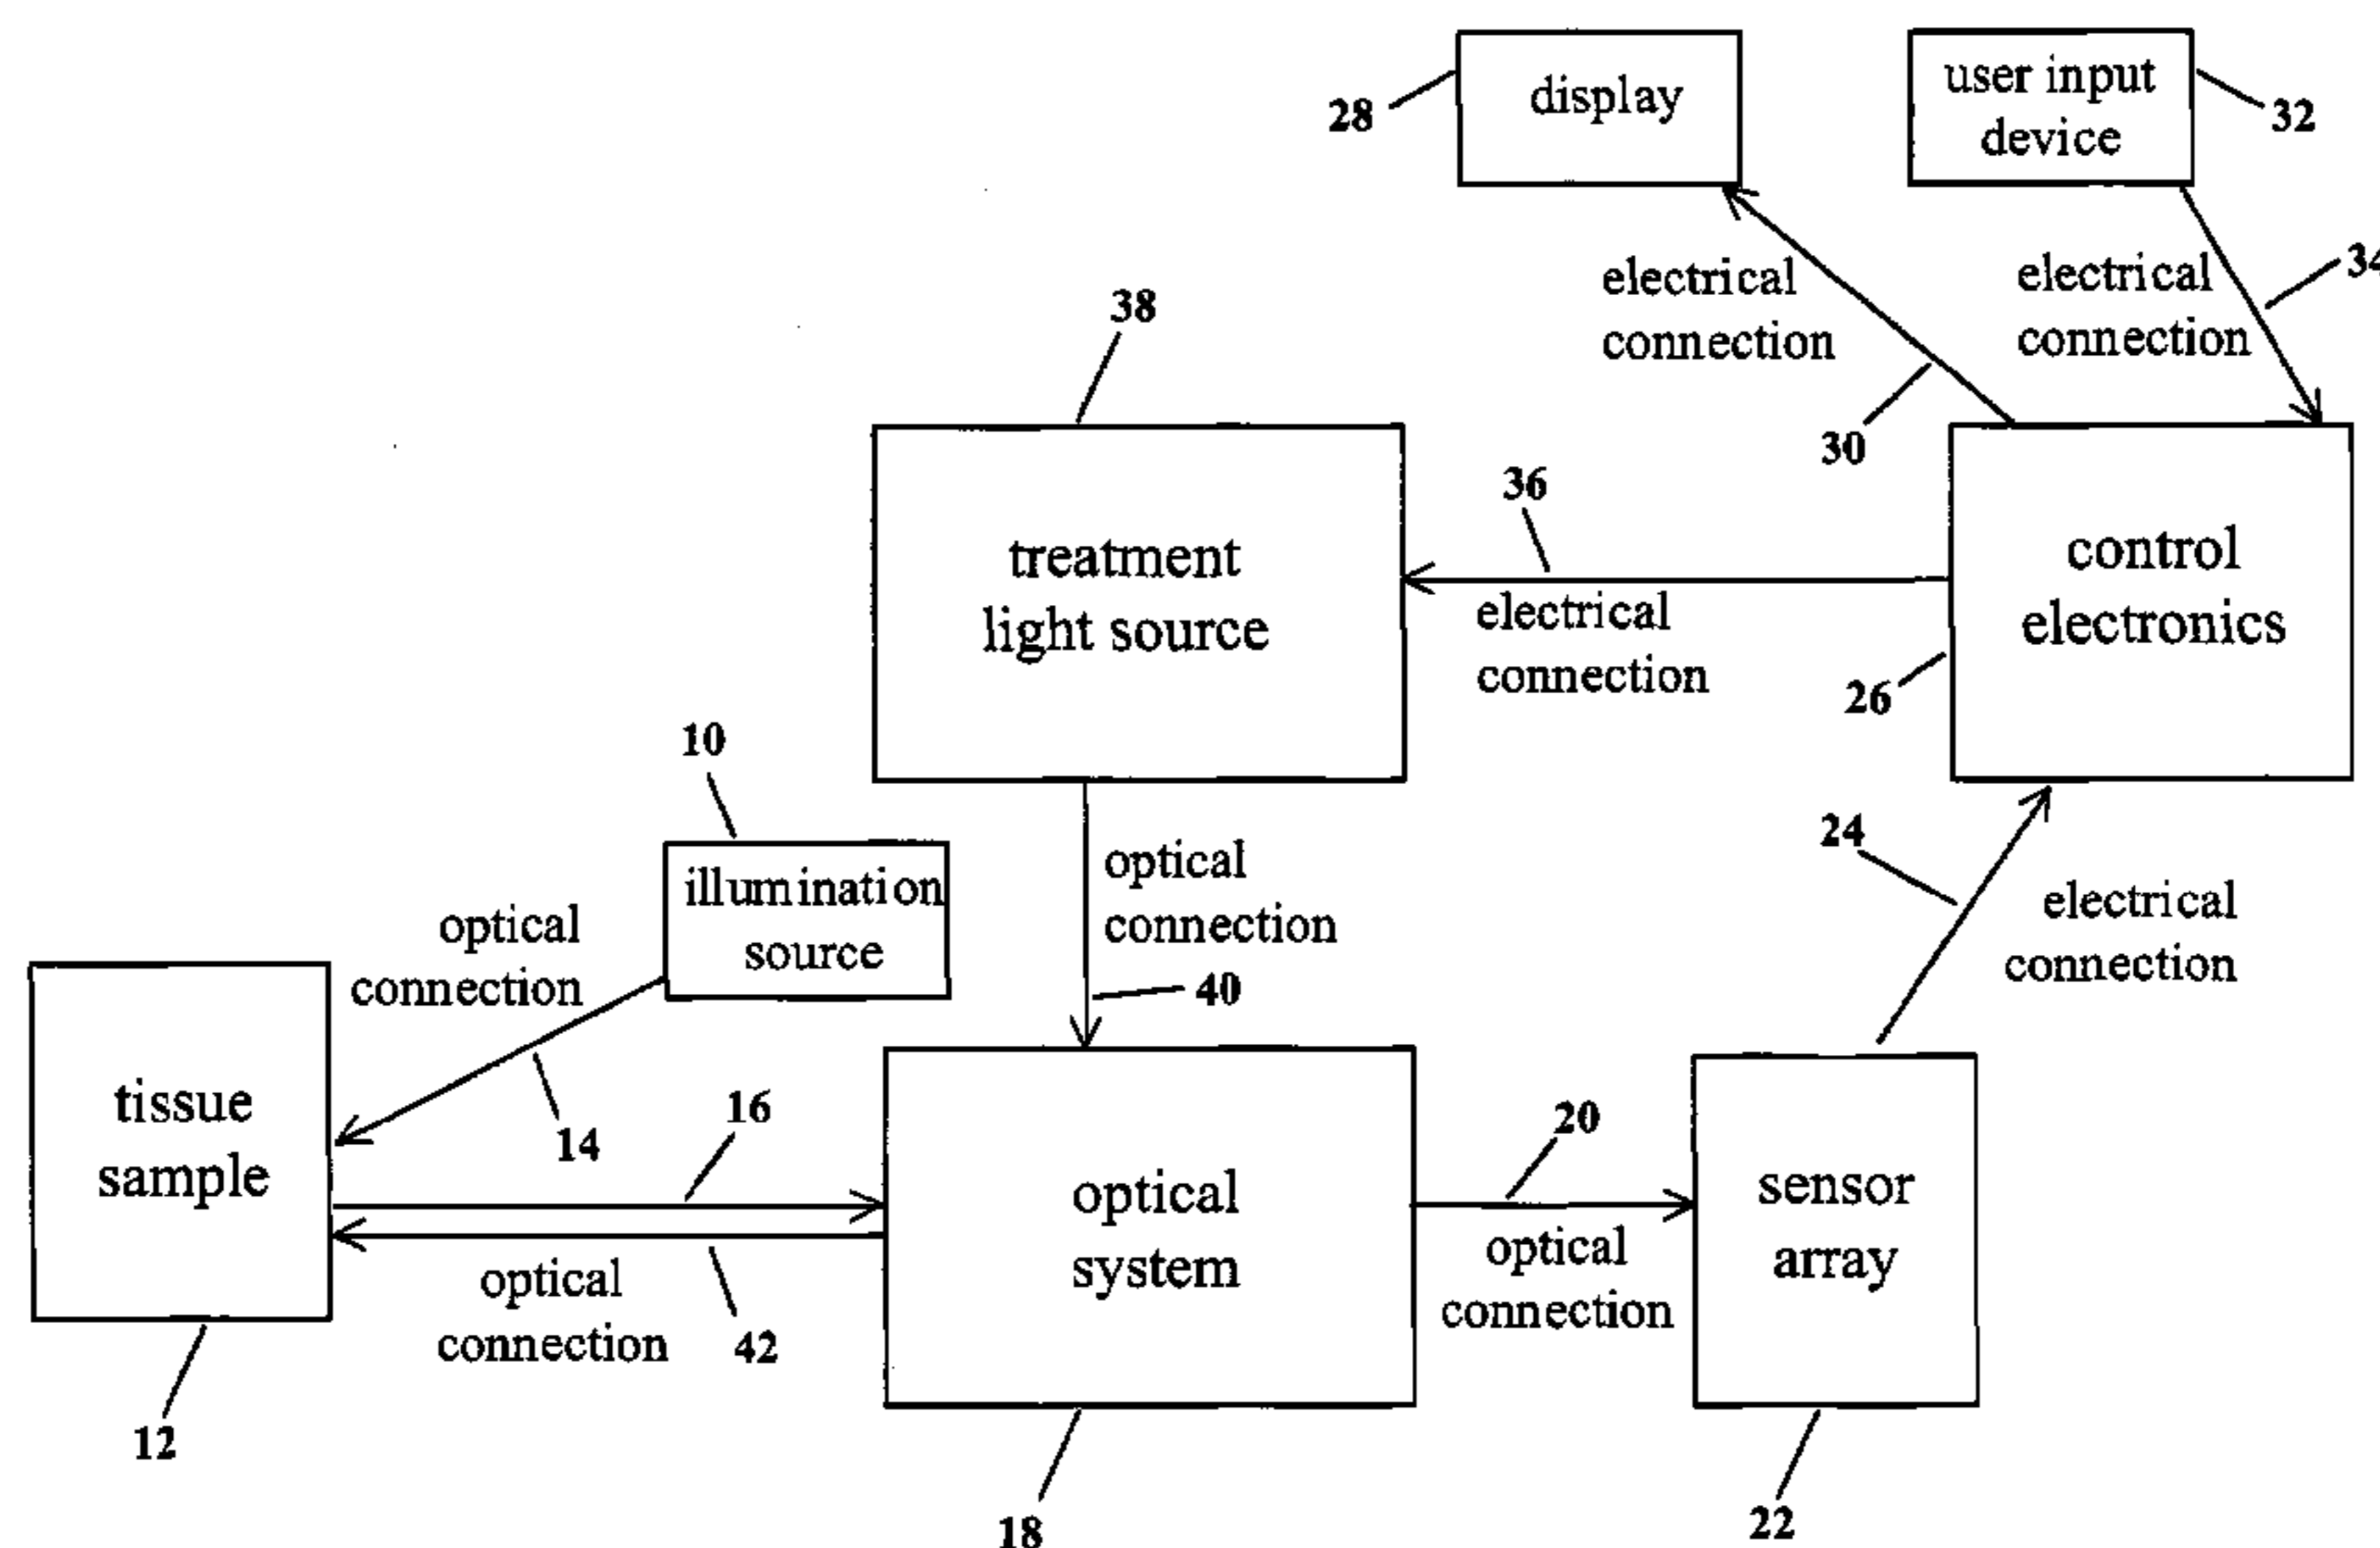 display
28
user input
device
32
electrical
connection
30
electrical
connection
34
38
treatment
light source
36
electrical
connection
control
electronics
26
10
illumination
source
optical
connection
14
optical
connection
40
24
electrical
connection
tissue
sample
12
16
optical
connection
42
optical
system
18
20
optical
connection
sensor
array
22